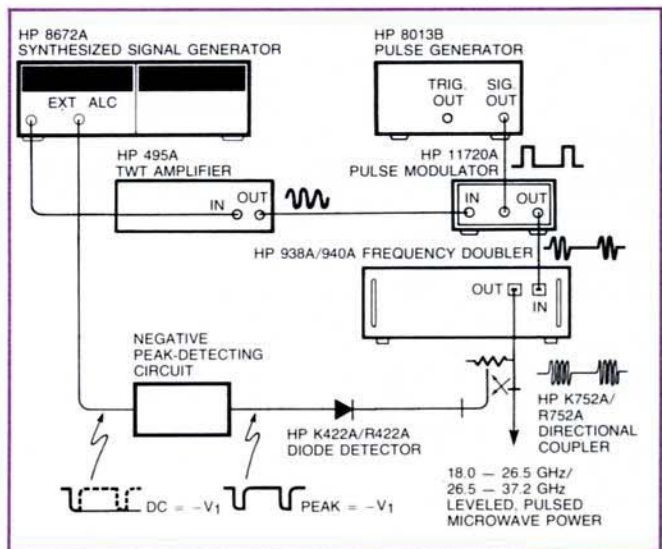 HP 8672A
SYNTHESIZED SIGNAL GENERATOR
EXT ALC
HP 8013B
PULSE GENERATOR
TRIG. OUT
SIG. OUT
HP 495A
TWT AMPLIFIER
IN
OUT
HP 11720A
PULSE MODULATOR
IN
OUT
HP 938A/940A FREQUENCY DOUBLER
OUT
IN
NEGATIVE
PEAK-DETECTING
CIRCUIT
HP K422A/R422A
DIODE DETECTOR
HP K752A/
R752A
DIRECTIONAL
COUPLER
DC = -V1
PEAK = -V1
18.0 — 26.5 GHz/
26.5 — 37.2 GHz
LEVELED, PULSED
MICROWAVE POWER